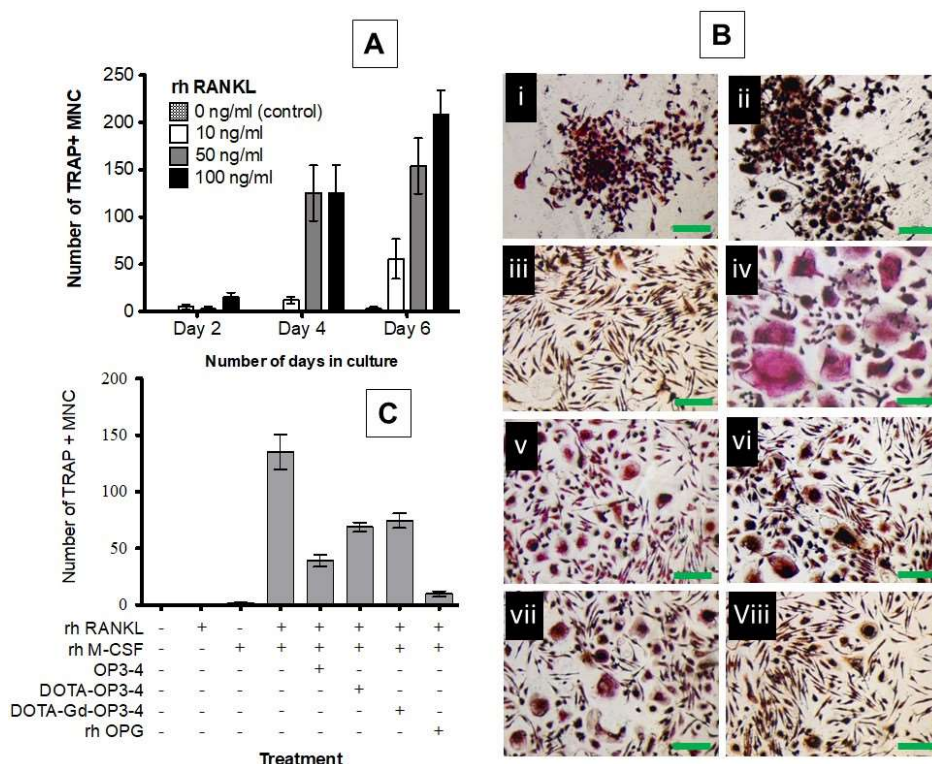 A
B
250
200
150
100
50
0
Number of TRAP+ MNC
rh RANKL
0 ng/ml (control)
10 ng/ml
50 ng/ml
100 ng/ml
Day 2 Day 4 Day 6
Number of days in culture
C
200
150
100
50
0
Number of TRAP + MNC
rh RANKL - + - + + + + +
rh M-CSF - - + + + + + +
OP3-4 - - - - + - - -
DOTA-OP3-4 - - - - - + - -
DOTA-Gd-OP3-4 - - - - - - + -
rh OPG - - - - - - - +
Treatment
i
ii
iii
iv
v
vi
vii
Viii